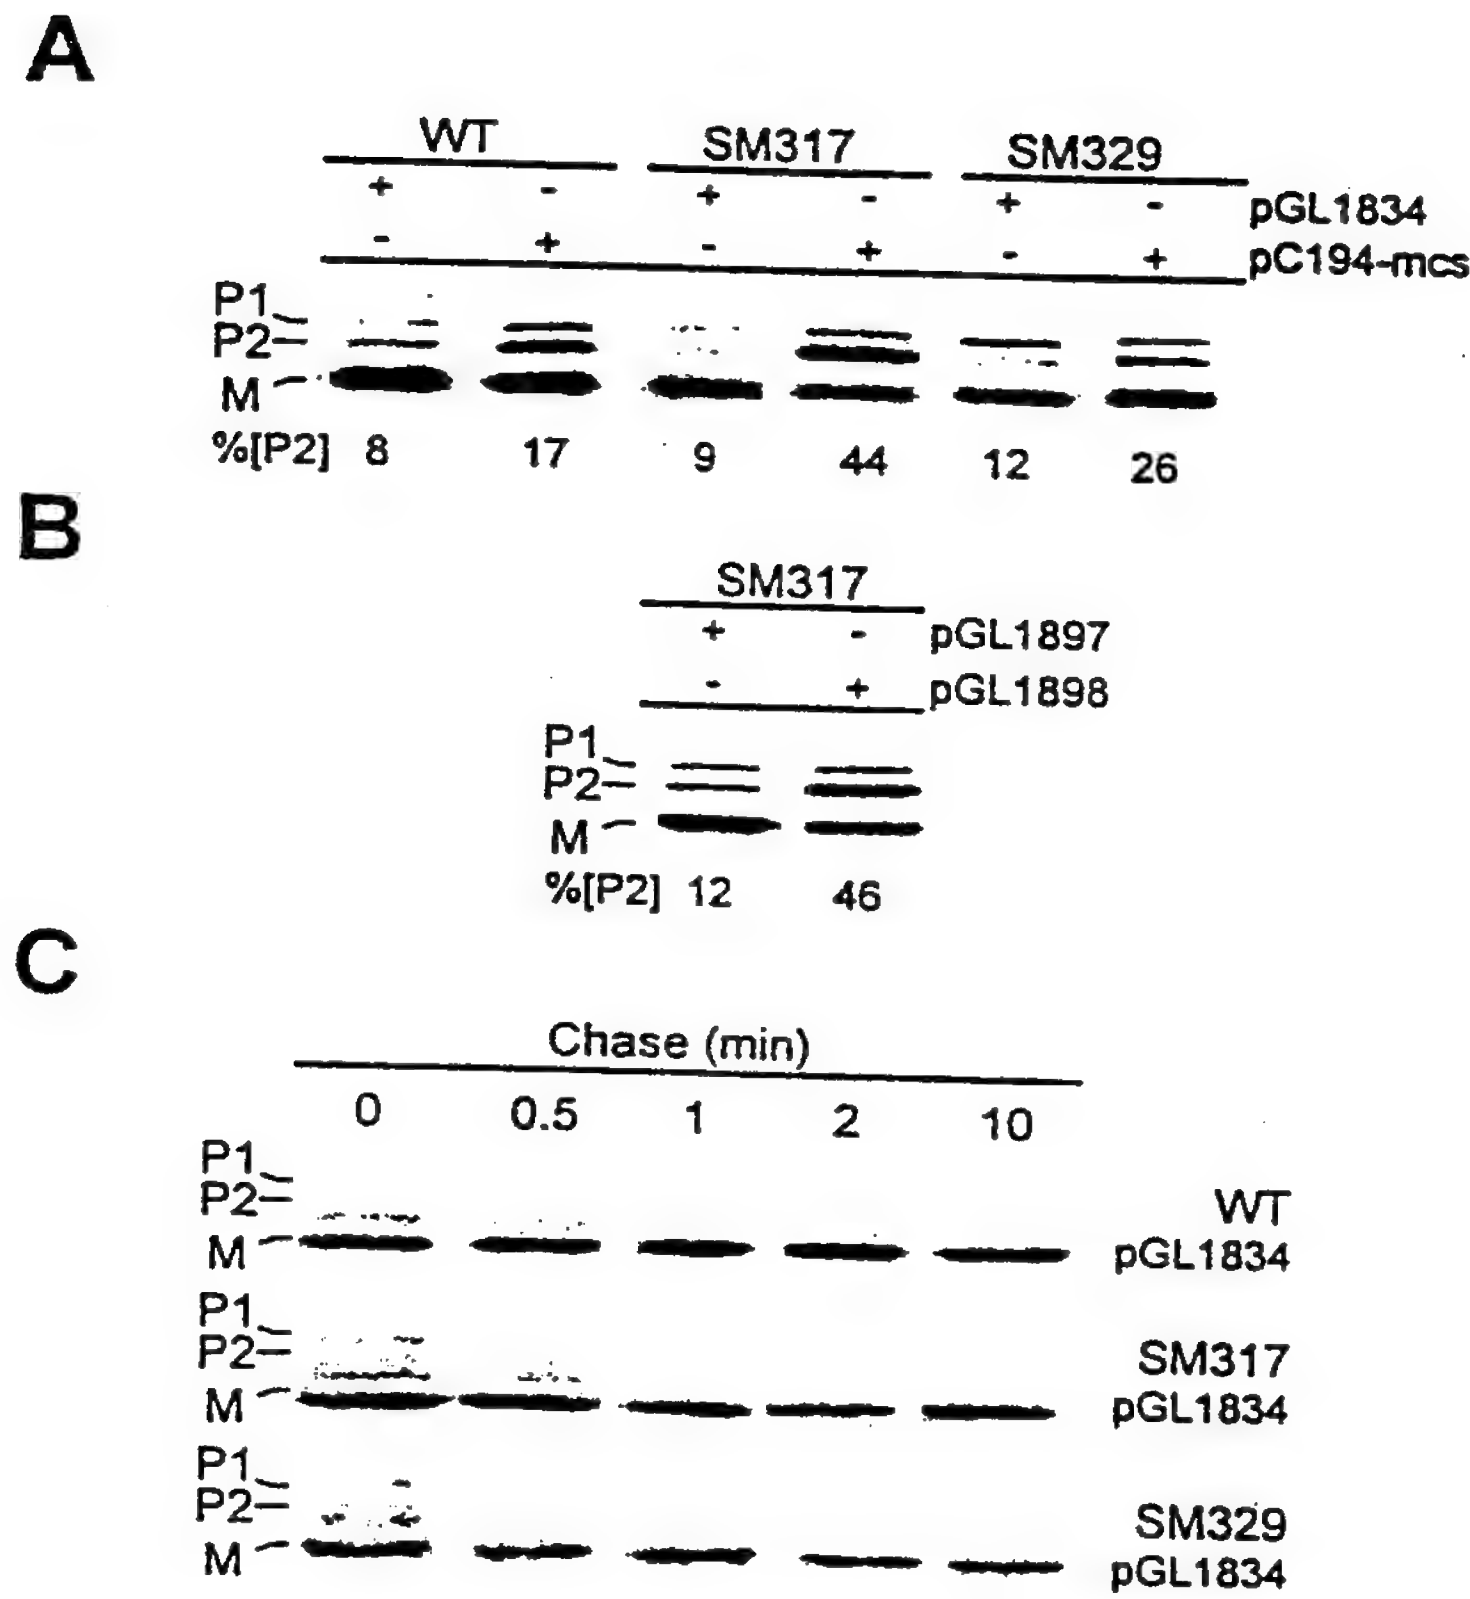 A
WT SM317 SM329
+ - + - + - pGL1834
- + - + - + pC194-mcs
P1
P2
M
%[P2] 8 17 9 44 12 26
B
SM317
+ - pGL1897
- + pGL1898
P1
P2
M
%[P2] 12 46
C
Chase (min)
0 0.5 1 2 10
P1
P2
WT
M
pGL1834
P1
P2
SM317
M
pGL1834
P1
P2
SM329
M
pGL1834